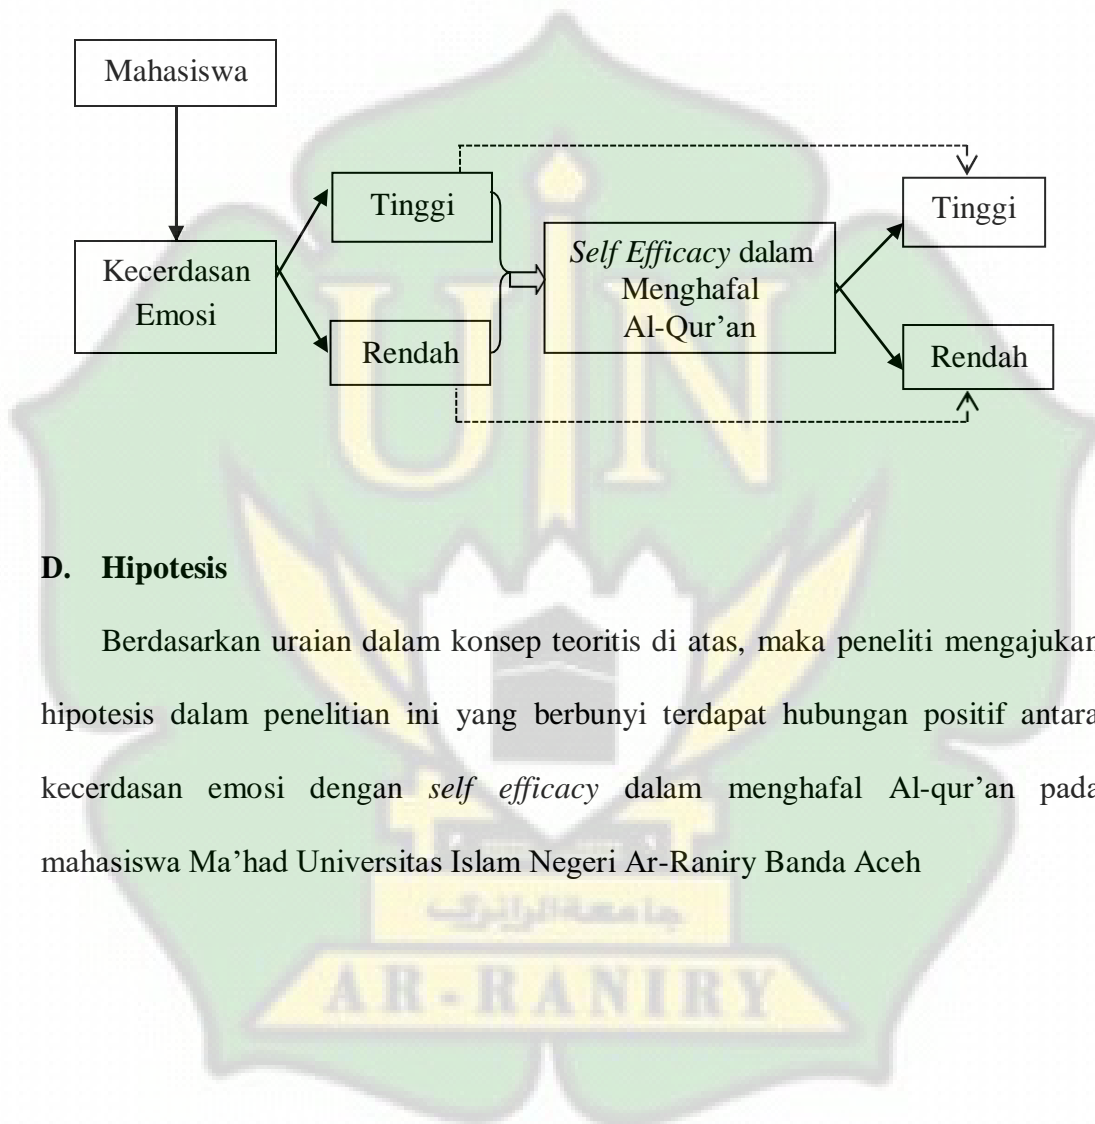 Mahasiswa
Tinggi
Tinggi
Kecerdasan
Emosi
Self Efficacy dalam
Menghafal
Al-Qur’an
Rendah
Rendah
UIN
D. Hipotesis
Berdasarkan uraian dalam konsep teoritis di atas, maka peneliti mengajukan
hipotesis dalam penelitian ini yang berbunyi terdapat hubungan positif antara
kecerdasan emosi dengan self efficacy dalam menghafal Al-qur’an pada
mahasiswa Ma’had Universitas Islam Negeri Ar-Raniry Banda Aceh
جامعة الرانري
AR-RANIRY